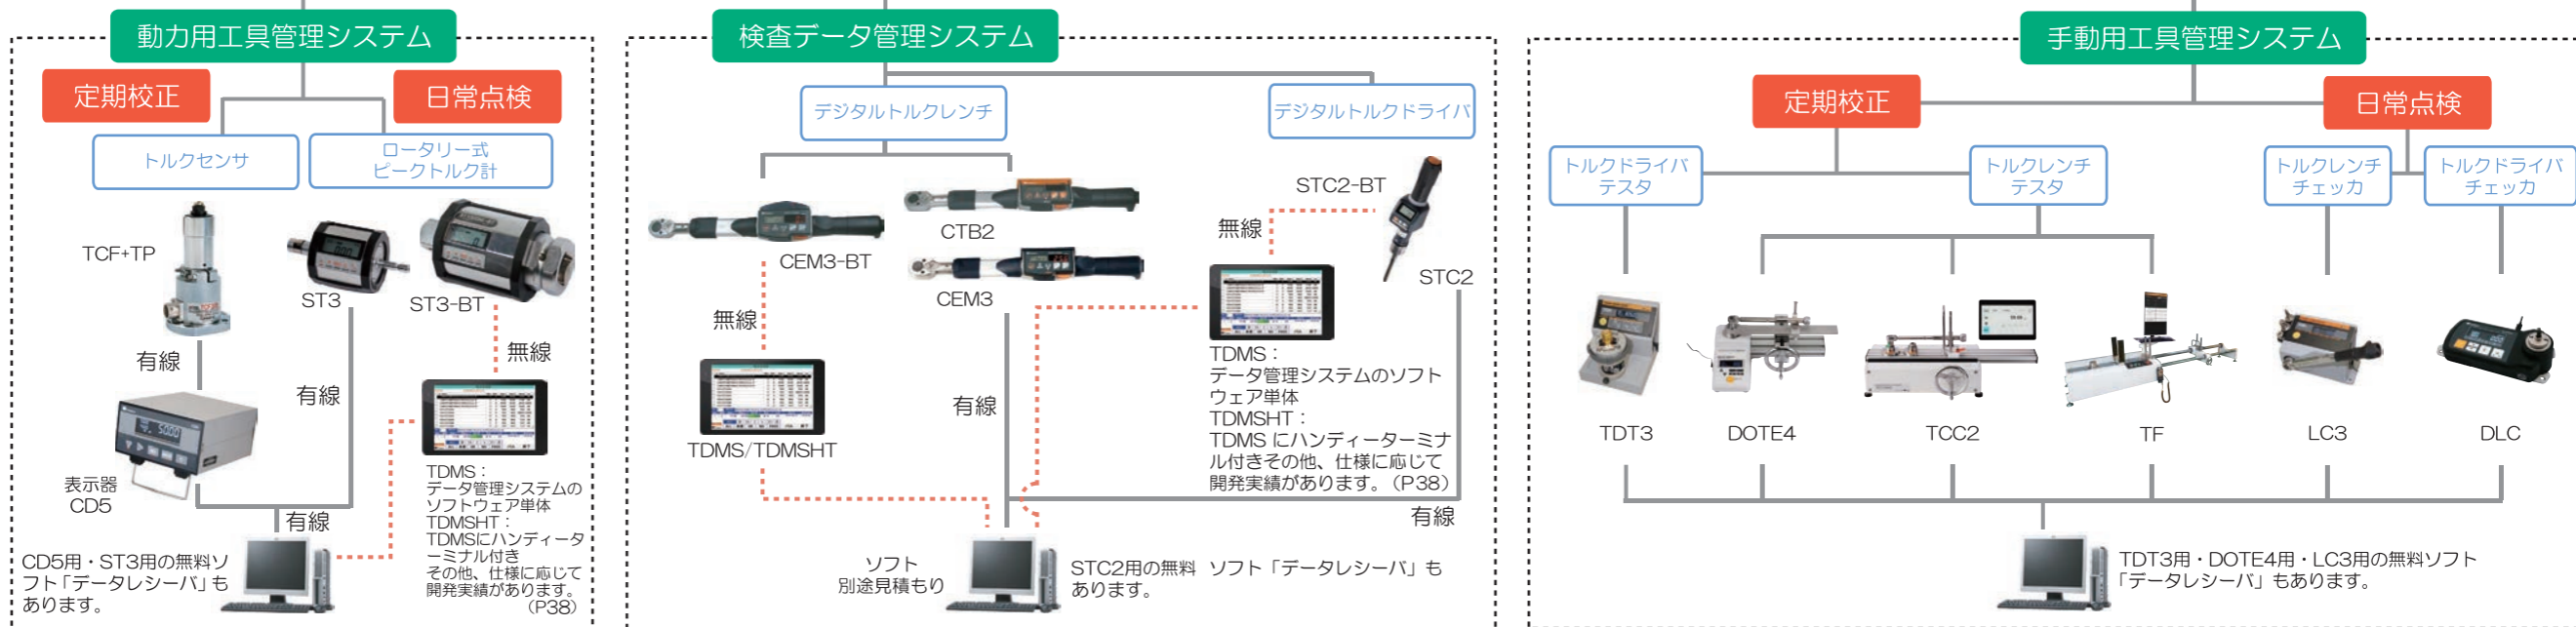 動力用工具管理システム
定期校正
日常点検
トルクセンサ
ロータリー式
ピークトルク計
TCF+TP
ST3
ST3-BT
有線
有線
無線
表示器
CD5
有線
TDMS：
データ管理システムの
ソフトウェア単体
TDMSHT：
TDMSにハンディータ
ーミナル付き
その他、仕様に応じて
開発実績があります。
（P38）
CD5用・ST3用の無料ソ
フト「データレシーバ」も
あります。
検査データ管理システム
デジタルトルクレンチ
デジタルトルクドライバ
CEM3-BT
CTB2
CEM3
STC2-BT
STC2
無線
無線
有線
TDMS/TDMSHT
TDMS：
データ管理システムのソフト
ウェア単体
TDMSHT：
TDMS にハンディーターミナ
ル付きその他、仕様に応じて
開発実績があります。（P38）
有線
ソフト
別途見積もり
STC2用の無料 ソフト「データレシーバ」も
あります。
手動用工具管理システム
定期校正
日常点検
トルクドライバ
テスタ
トルクレンチ
テスタ
トルクレンチ
チェッカ
トルクドライバ
チェッカ
TDT3
DOTE4
TCC2
TF
LC3
DLC
TDT3用・DOTE4用・LC3用の無料ソフト
「データレシーバ」もあります。